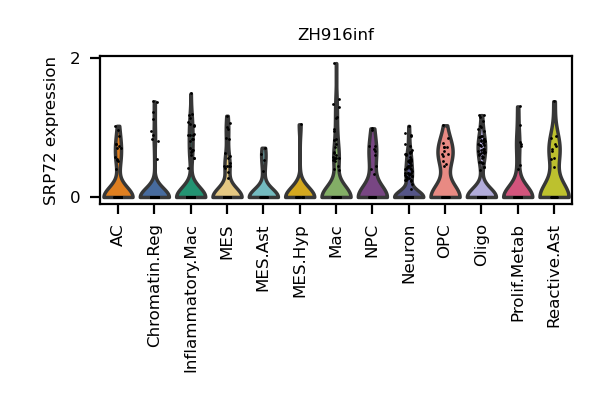 ZH916inf
SRP72 expression
2
0
AC
Chromatin.Reg
Inflammatory.Mac
MES
MES.Ast
MES.Hyp
Mac
NPC
Neuron
OPC
Oligo
Prolif.Metab
Reactive.Ast